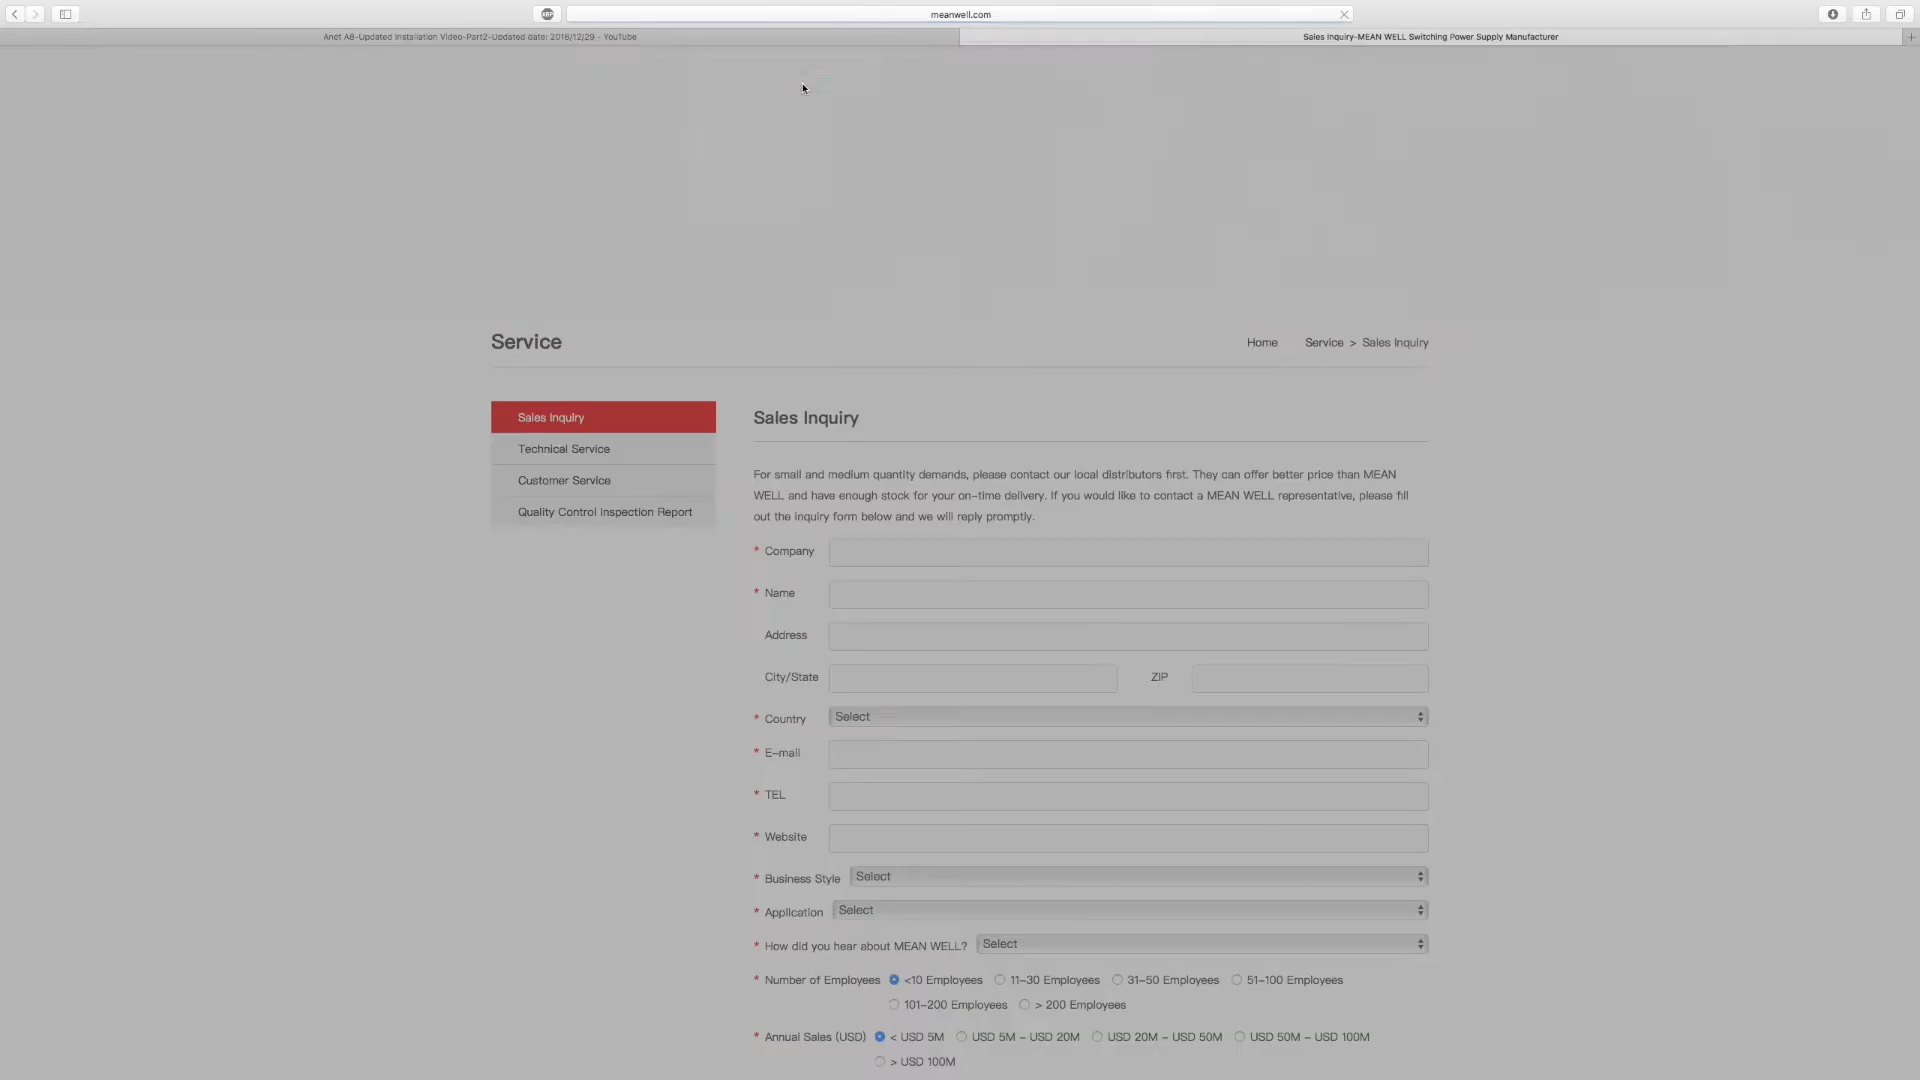 meanwell.com
Anet A8-Updated Installation Video-Part2-Updated date: 2016/12/29 - YouTube
Sales Inquiry-MEAN WELL Switching Power Supply Manufacturer
Service
Home Service > Sales Inquiry
Sales Inquiry
Technical Service
Customer Service
Quality Control Inspection Report
Sales Inquiry
For small and medium quantity demands, please contact our local distributors first. They can offer better price than MEAN
WELL and have enough stock for your on-time delivery. If you would like to contact a MEAN WELL representative, please fill
out the inquiry form below and we will reply promptly.
* Company
* Name
Address
City/State ZIP
* Country Select
* E-mail
* TEL
* Website
* Business Style Select
* Application Select
* How did you hear about MEAN WELL? Select
* Number of Employees <10 Employees 11-30 Employees 31-50 Employees 51-100 Employees
101-200 Employees > 200 Employees
* Annual Sales (USD) < USD 5M USD 5M - USD 20M USD 20M - USD 50M USD 50M - USD 100M
> USD 100M